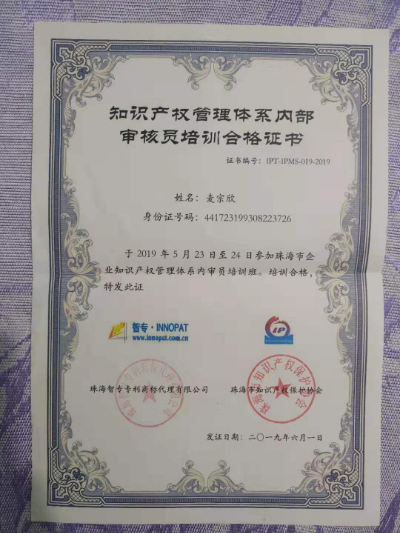 知识产权管理体系内部
审核员培训合格证书
证书编号：IPT-IPMS-019-2019
姓名：麦宗欣
身份证号码：441723199308223726
于 2019 年 5 月 23 日至 24 日参加珠海市企
业知识产权管理体系内审员培训班。培训合格，
特发此证
智专·INNOPAT
www.innopat.com.cn
IP
珠海智专专利商标代理有限公司
珠海市知识产权保护协会
发证日期：二〇一九年六月一日